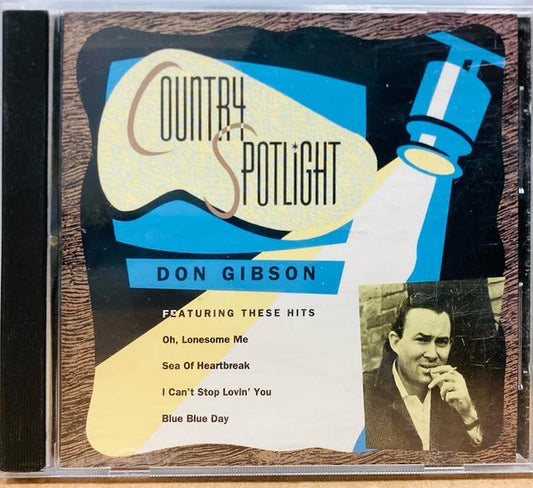 COUNTRY
SPOTLIGHT
DON GIBSON
FEATURING THESE HITS
Oh, Lonesome Me
Sea Of Heartbreak
I Can't Stop Lovin' You
Blue Blue Day